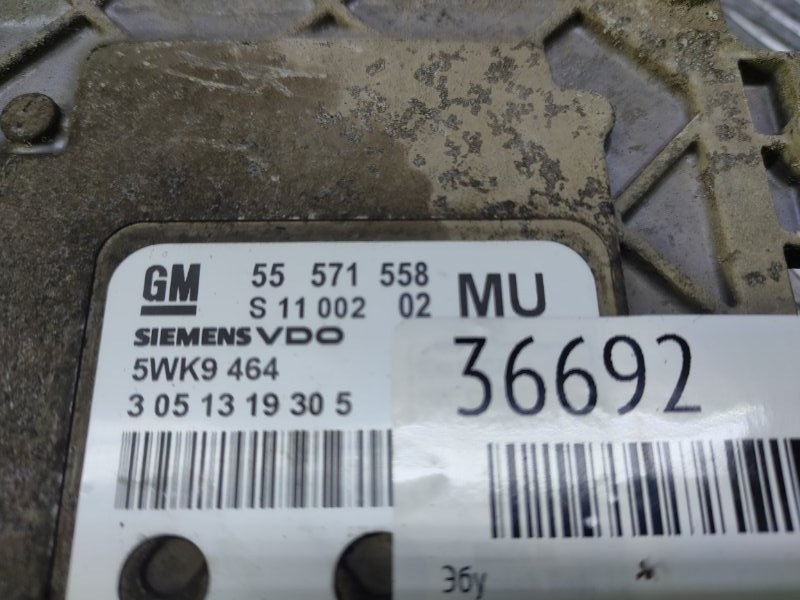 GM 55 571 558 MU
S 11 002 02
SIEMENS VDO
5WK9 464
3 05 13 19 30 5
36692
Эбу